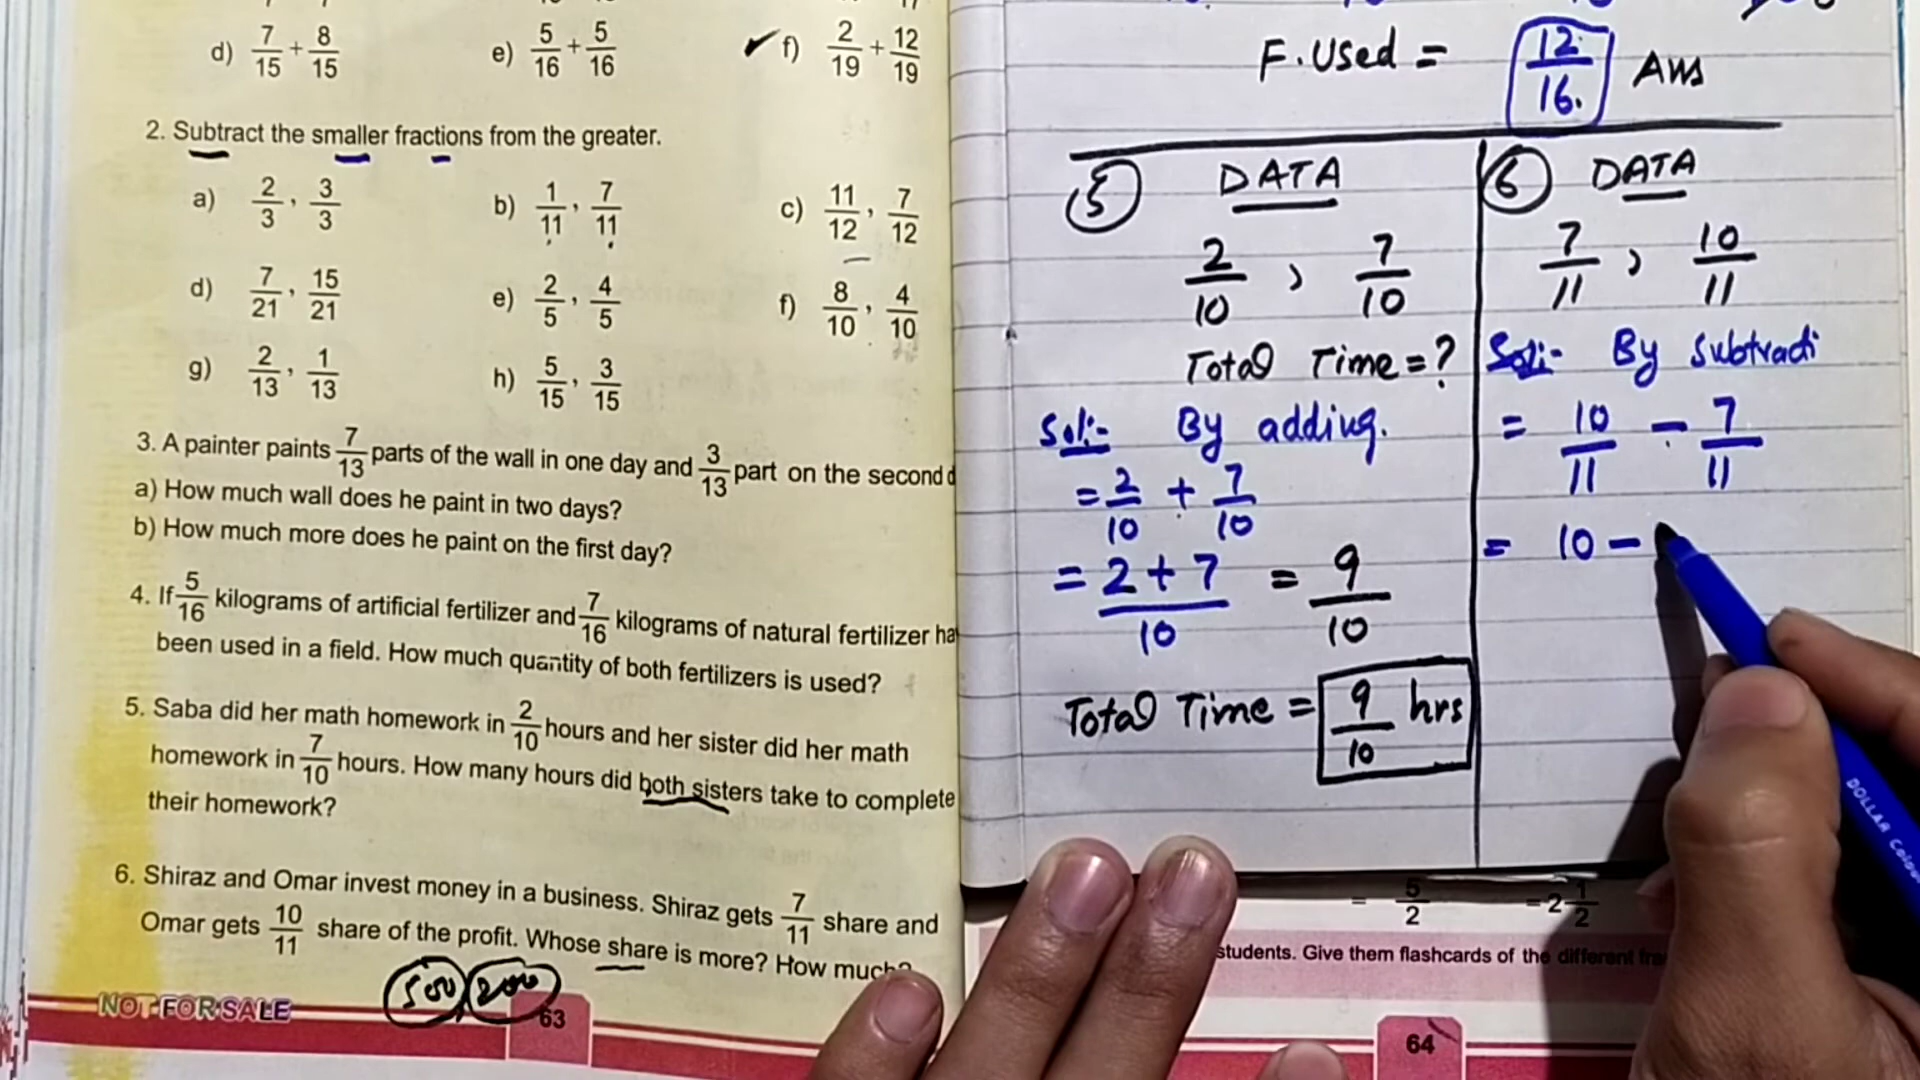 d) 7/15 + 8/15 e) 5/16 + 5/16 f) 2/19 + 12/19
2. Subtract the smaller fractions from the greater.
a) 2/3 , 3/3 b) 1/11 , 7/11 c) 11/12 , 7/12
d) 7/21 , 15/21 e) 2/5 , 4/5 f) 8/10 , 4/10
g) 2/13 , 1/13 h) 5/15 , 3/15
3. A painter paints 7/13 parts of the wall in one day and 3/13 part on the second
a) How much wall does he paint in two days?
b) How much more does he paint on the first day?
4. If 5/16 kilograms of artificial fertilizer and 7/16 kilograms of natural fertilizer
been used in a field. How much quantity of both fertilizers is used?
5. Saba did her math homework in 2/10 hours and her sister did her math
homework in 7/10 hours. How many hours did both sisters take to complete
their homework?
6. Shiraz and Omar invest money in a business. Shiraz gets 7/11 share and
Omar gets 10/11 share of the profit. Whose share is more? How much?
500, 200
NOT FOR SALE
63
F. Used = 12/16. Ans
5 DATA
2/10 , 7/10
Total Time = ?
Sol:- By adding.
= 2/10 + 7/10
= 2 + 7/10 = 9/10
Total Time = 9/10 hrs
6 DATA
7/11 , 10/11
Sol:- By Subtracti
= 10/11 - 7/11
= 10 -
DOLLAR
= 5/2 = 2 1/2
students. Give them flashcards of the different
64